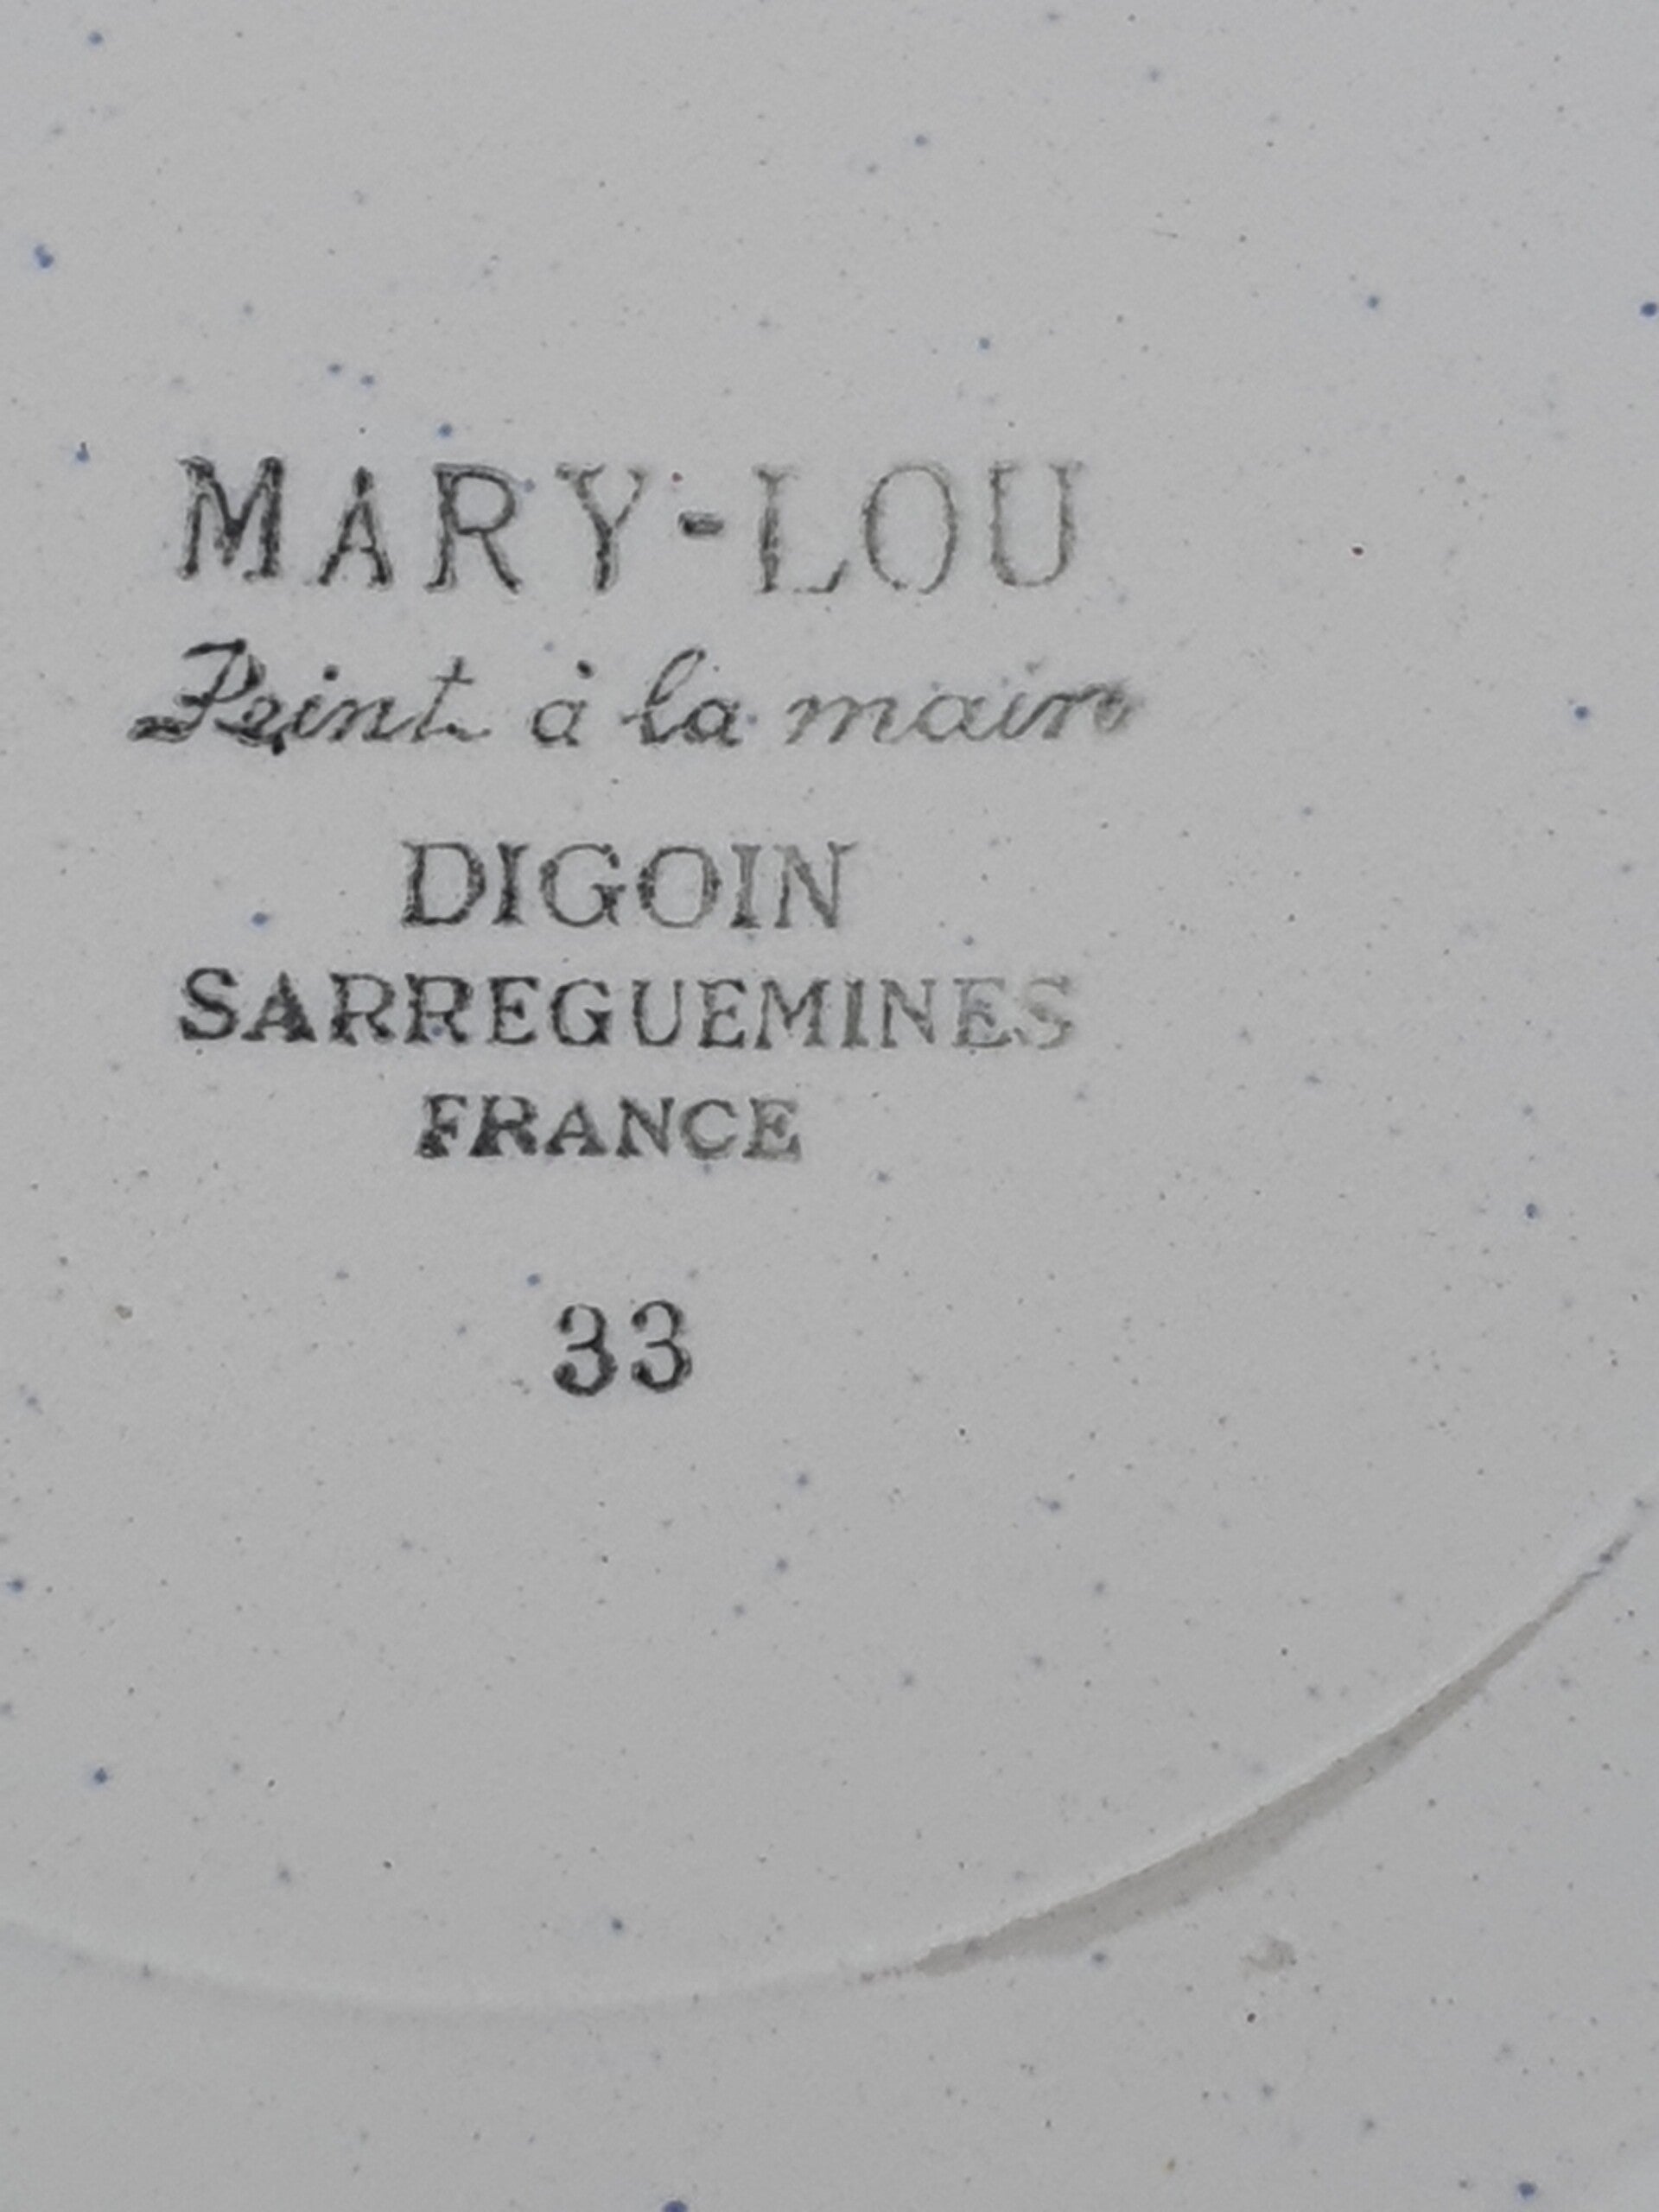 MARY-LOU
Peint à la main
DIGOIN
SARREGUEMINES
FRANCE
33